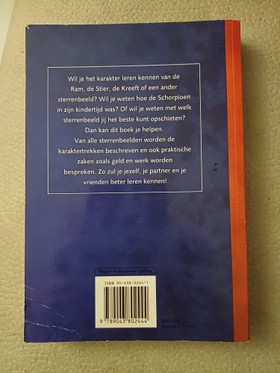 Wil je het karakter leren kennen van de
Ram, de Stier, de Kreeft of een ander
sterrenbeeld? Wil je weten hoe de Schorpioen
in zijn kindertijd was? Of wil je weten met welk
sterrenbeeld jij het beste kunt opschieten?
Dan kan dit boek je helpen.
Van alle sterrenbeelden worden de
karaktertrekken beschreven en ook praktische
zaken zoals geld en werk worden
besproken. Zo zul je jezelf, je partner en je
vrienden beter leren kennen!
9 789043 802444